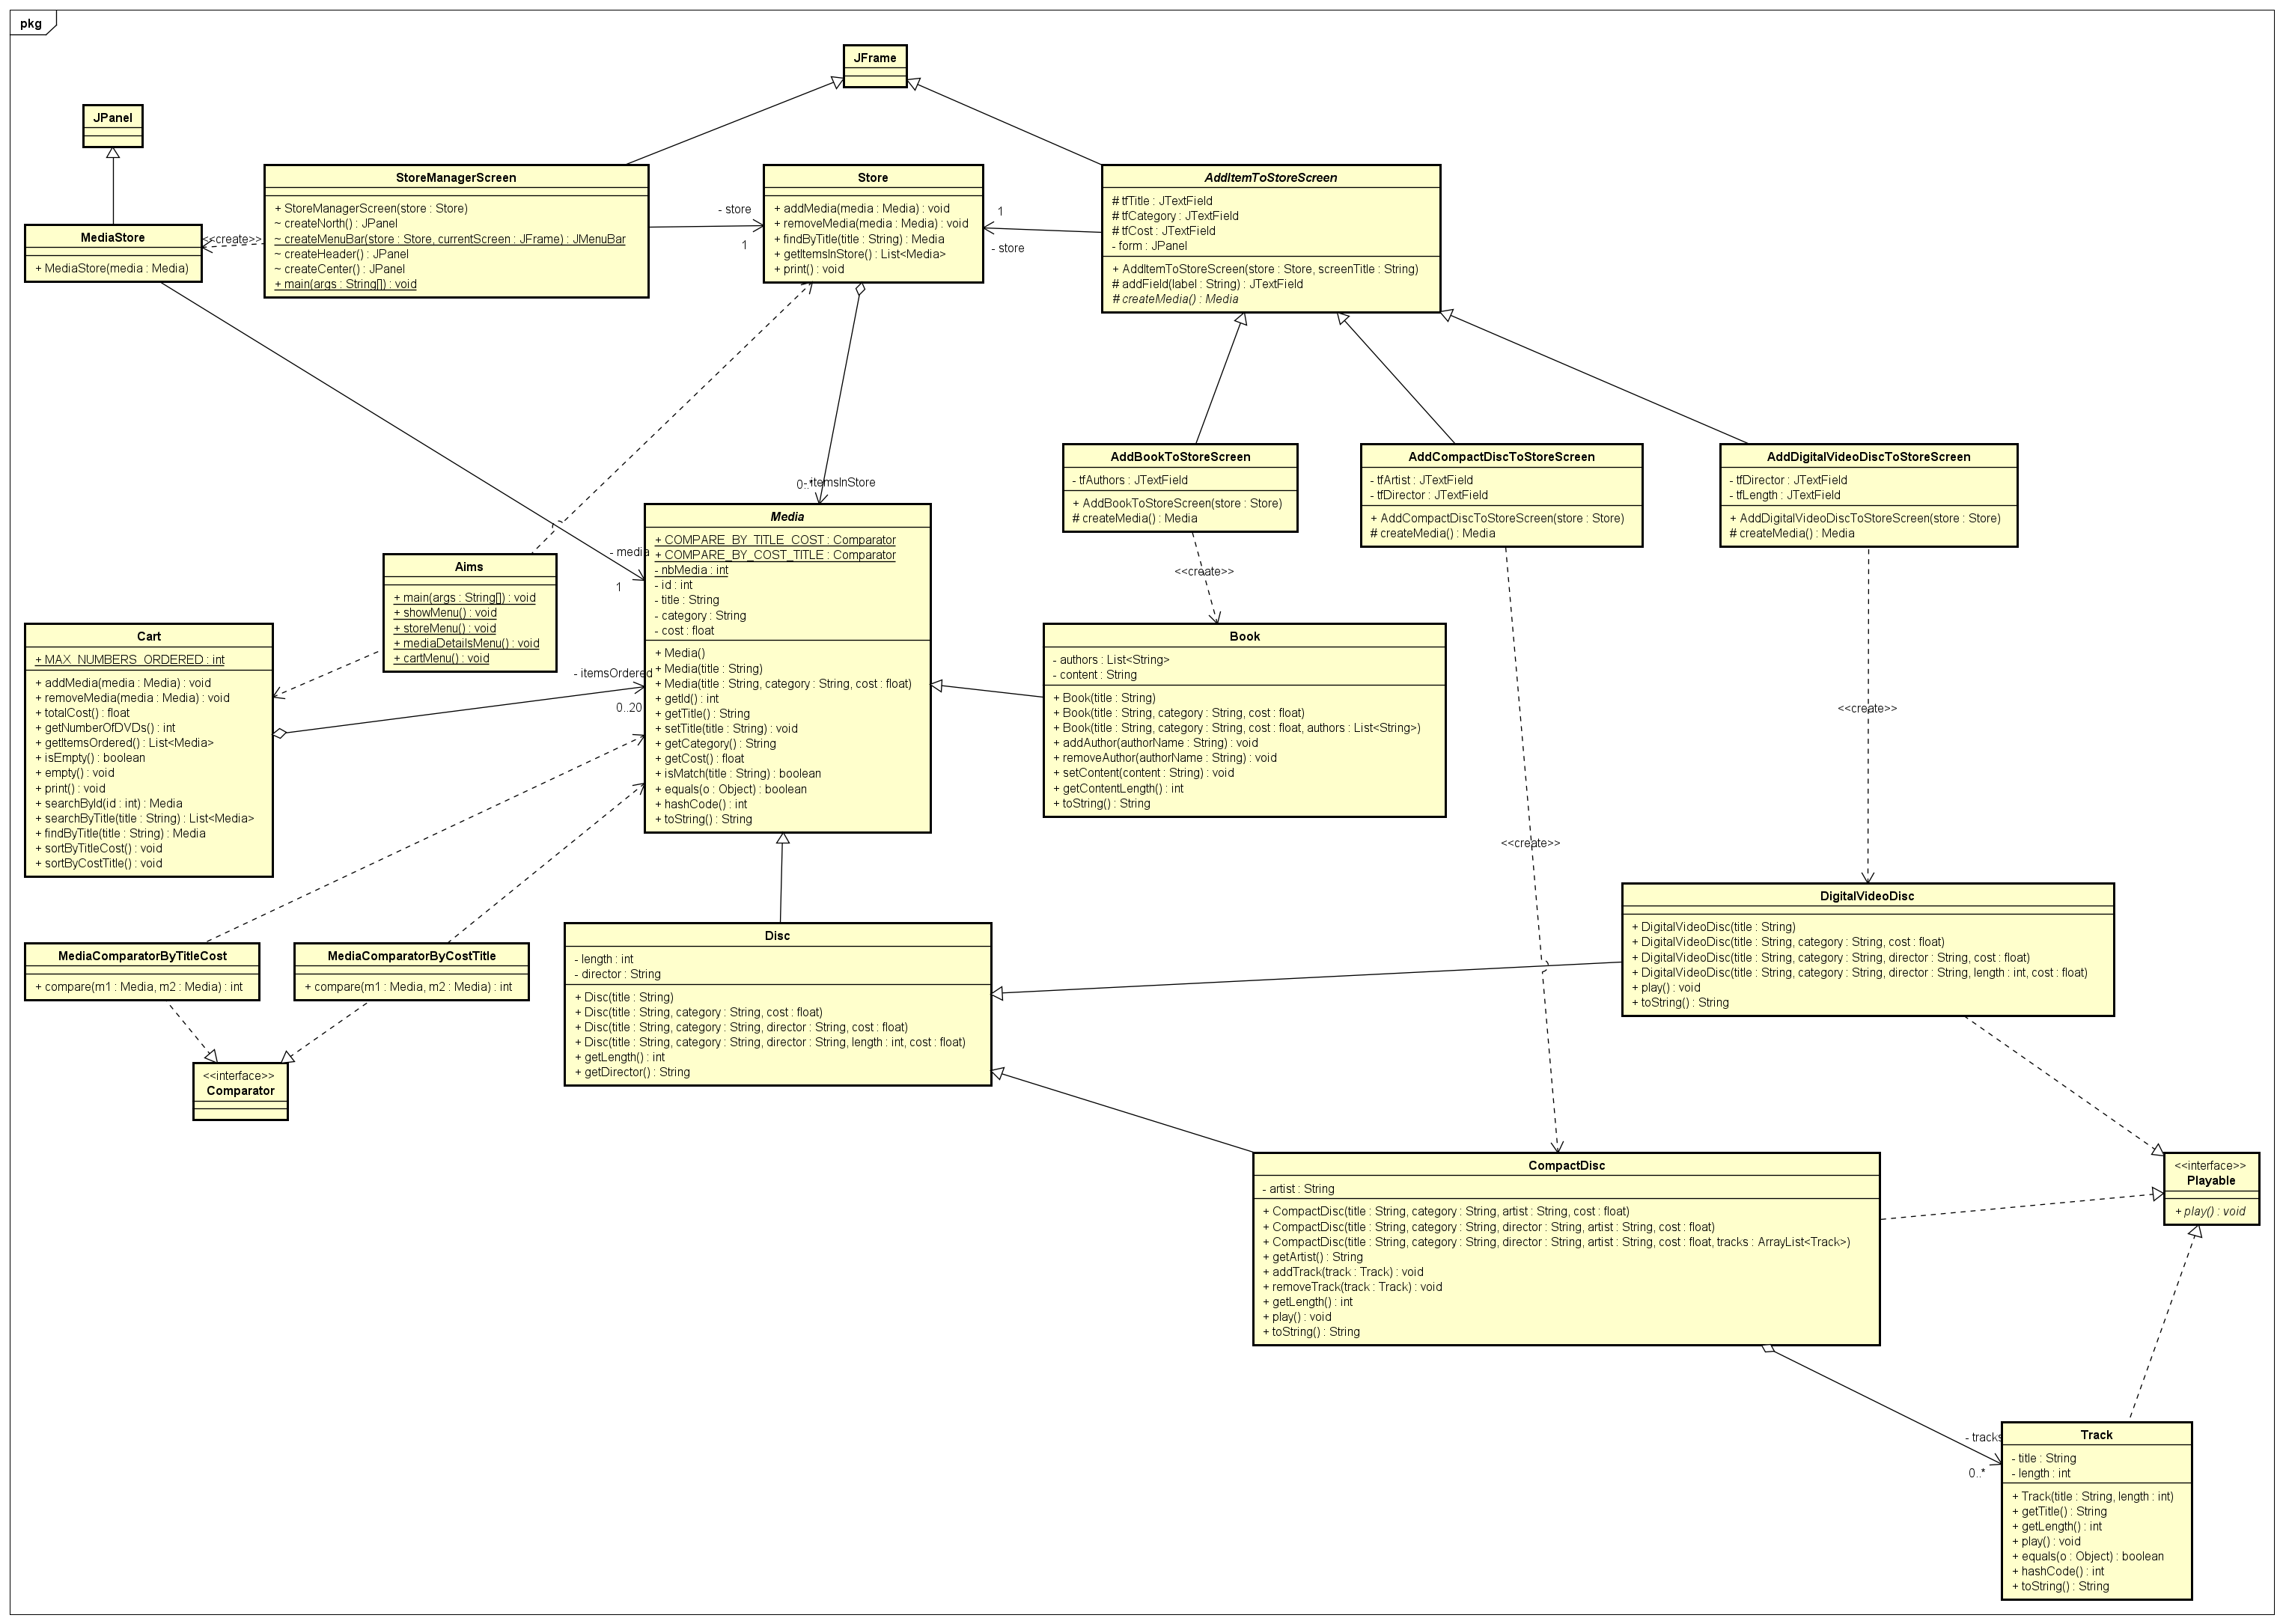 pkg
JFrame
JPanel
StoreManagerScreen
+ StoreManagerScreen(store : Store)
~ createNorth() : JPanel
~ createMenuBar(store : Store, currentScreen : JFrame) : JMenuBar
~ createHeader() : JPanel
~ createCenter() : JPanel
+ main(args : String[]) : void
- store
1
Store
+ addMedia(media : Media) : void
+ removeMedia(media : Media) : void
+ findByTitle(title : String) : Media
+ getItemsInStore() : List<Media>
+ print() : void
1
- store
AddItemToStoreScreen
# tfTitle : JTextField
# tfCategory : JTextField
# tfCost : JTextField
- form : JPanel
+ AddItemToStoreScreen(store : Store, screenTitle : String)
# addField(label : String) : JTextField
# createMedia() : Media
MediaStore
+ MediaStore(media : Media)
<<create>>
AddBookToStoreScreen
- tfAuthors : JTextField
+ AddBookToStoreScreen(store : Store)
# createMedia() : Media
AddCompactDiscToStoreScreen
- tfArtist : JTextField
- tfDirector : JTextField
+ AddCompactDiscToStoreScreen(store : Store)
# createMedia() : Media
AddDigitalVideoDiscToStoreScreen
- tfDirector : JTextField
- tfLength : JTextField
+ AddDigitalVideoDiscToStoreScreen(store : Store)
# createMedia() : Media
0..*
- itemsInStore
Media
+ COMPARE_BY_TITLE_COST : Comparator
+ COMPARE_BY_COST_TITLE : Comparator
- nbMedia : int
- id : int
- title : String
- category : String
- cost : float
+ Media()
+ Media(title : String)
+ Media(title : String, category : String, cost : float)
+ getId() : int
+ getTitle() : String
+ setTitle(title : String) : void
+ getCategory() : String
+ getCost() : float
+ isMatch(title : String) : boolean
+ equals(o : Object) : boolean
+ hashCode() : int
+ toString() : String
- media
1
Aims
+ main(args : String[]) : void
+ showMenu() : void
+ storeMenu() : void
+ mediaDetailsMenu() : void
+ cartMenu() : void
<<create>>
Cart
+ MAX_NUMBERS_ORDERED : int
+ addMedia(media : Media) : void
+ removeMedia(media : Media) : void
+ totalCost() : float
+ getNumberOfDVDs() : int
+ getItemsOrdered() : List<Media>
+ isEmpty() : boolean
+ empty() : void
+ print() : void
+ searchById(id : int) : Media
+ searchByTitle(title : String) : List<Media>
+ findByTitle(title : String) : Media
+ sortByTitleCost() : void
+ sortByCostTitle() : void
- itemsOrdered
0..20
Book
- authors : List<String>
- content : String
+ Book(title : String)
+ Book(title : String, category : String, cost : float)
+ Book(title : String, category : String, cost : float, authors : List<String>)
+ addAuthor(authorName : String) : void
+ removeAuthor(authorName : String) : void
+ setContent(content : String) : void
+ getContentLength() : int
+ toString() : String
<<create>>
<<create>>
DigitalVideoDisc
+ DigitalVideoDisc(title : String)
+ DigitalVideoDisc(title : String, category : String, cost : float)
+ DigitalVideoDisc(title : String, category : String, director : String, cost : float)
+ DigitalVideoDisc(title : String, category : String, director : String, length : int, cost : float)
+ play() : void
+ toString() : String
Disc
- length : int
- director : String
+ Disc(title : String)
+ Disc(title : String, category : String, cost : float)
+ Disc(title : String, category : String, director : String, cost : float)
+ Disc(title : String, category : String, director : String, length : int, cost : float)
+ getLength() : int
+ getDirector() : String
MediaComparatorByTitleCost
+ compare(m1 : Media, m2 : Media) : int
MediaComparatorByCostTitle
+ compare(m1 : Media, m2 : Media) : int
<<interface>>
Comparator
CompactDisc
- artist : String
+ CompactDisc(title : String, category : String, artist : String, cost : float)
+ CompactDisc(title : String, category : String, director : String, artist : String, cost : float)
+ CompactDisc(title : String, category : String, director : String, artist : String, cost : float, tracks : ArrayList<Track>)
+ getArtist() : String
+ addTrack(track : Track) : void
+ removeTrack(track : Track) : void
+ getLength() : int
+ play() : void
+ toString() : String
<<interface>>
Playable
+ play() : void
- tracks
0..*
Track
- title : String
- length : int
+ Track(title : String, length : int)
+ getTitle() : String
+ getLength() : int
+ play() : void
+ equals(o : Object) : boolean
+ hashCode() : int
+ toString() : String